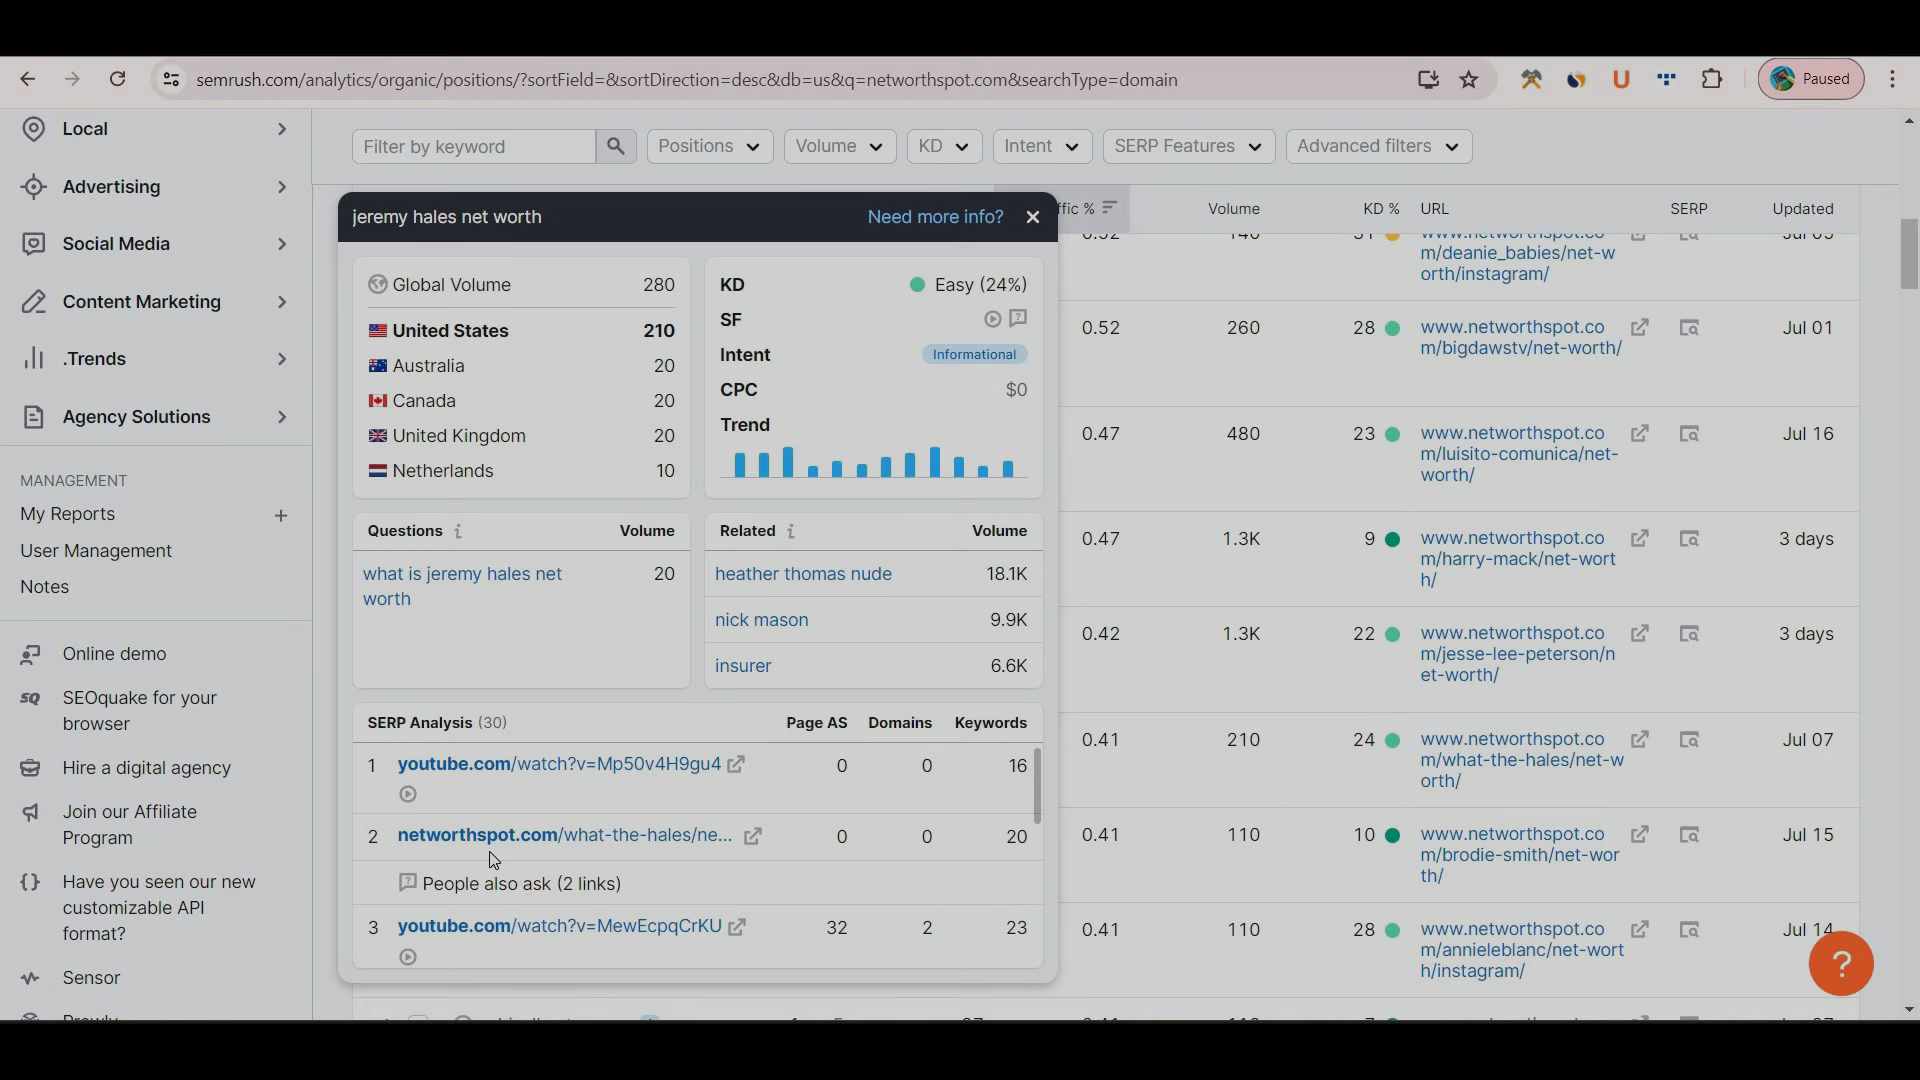 semrush.com/analytics/organic/positions/?sortField=&sortDirection=desc&db=us&q=networthspot.com&searchType=domain
Paused
Local
Advertising
Social Media
Content Marketing
.Trends
Agency Solutions
MANAGEMENT
My Reports
User Management
Notes
Online demo
SEOquake for your
browser
Hire a digital agency
Join our Affiliate
Program
Have you seen our new
customizable API
format?
Sensor
Prowly
Filter by keyword
Positions
Volume
KD
Intent
SERP Features
Advanced filters
jeremy hales net worth
Need more info?
Global Volume 280
United States 210
Australia 20
Canada 20
United Kingdom 20
Netherlands 10
KD Easy (24%)
SF
Intent Informational
CPC $0
Trend
Questions i Volume
what is jeremy hales net
worth
20
Related i Volume
heather thomas nude 18.1K
nick mason 9.9K
insurer 6.6K
SERP Analysis (30) Page AS Domains Keywords
1 youtube.com/watch?v=Mp50v4H9gu4 0 0 16
2 networthspot.com/what-the-hales/ne... 0 0 20
People also ask (2 links)
3 youtube.com/watch?v=MewEcpqCrKU 32 2 23
ffic % Volume KD % URL SERP Updated
0.52 140 31 www.networthspot.co Jul 05
m/deanie_babies/net-w
orth/instagram/
0.52 260 28 www.networthspot.co Jul 01
m/bigdawstv/net-worth/
0.47 480 23 www.networthspot.co Jul 16
m/luisito-comunica/net-
worth/
0.47 1.3K 9 www.networthspot.co 3 days
m/harry-mack/net-wort
h/
0.42 1.3K 22 www.networthspot.co 3 days
m/jesse-lee-peterson/n
et-worth/
0.41 210 24 www.networthspot.co Jul 07
m/what-the-hales/net-w
orth/
0.41 110 10 www.networthspot.co Jul 15
m/brodie-smith/net-wor
th/
0.41 110 28 www.networthspot.co Jul 14
m/annieleblanc/net-wort
h/instagram/
?